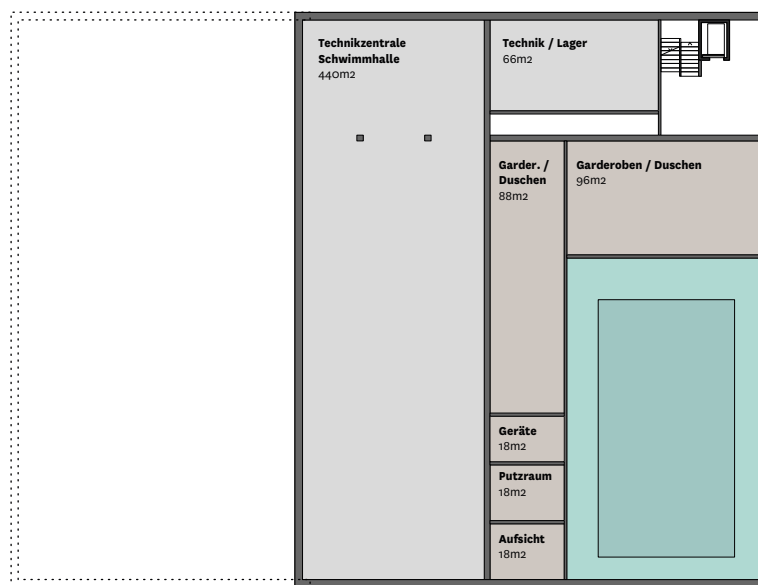 Technikzentrale
Schwimmhalle
440m2
Technik / Lager
66m2
Garder. /
Duschen
88m2
Garderoben / Duschen
96m2
Geräte
18m2
Putzraum
18m2
Aufsicht
18m2